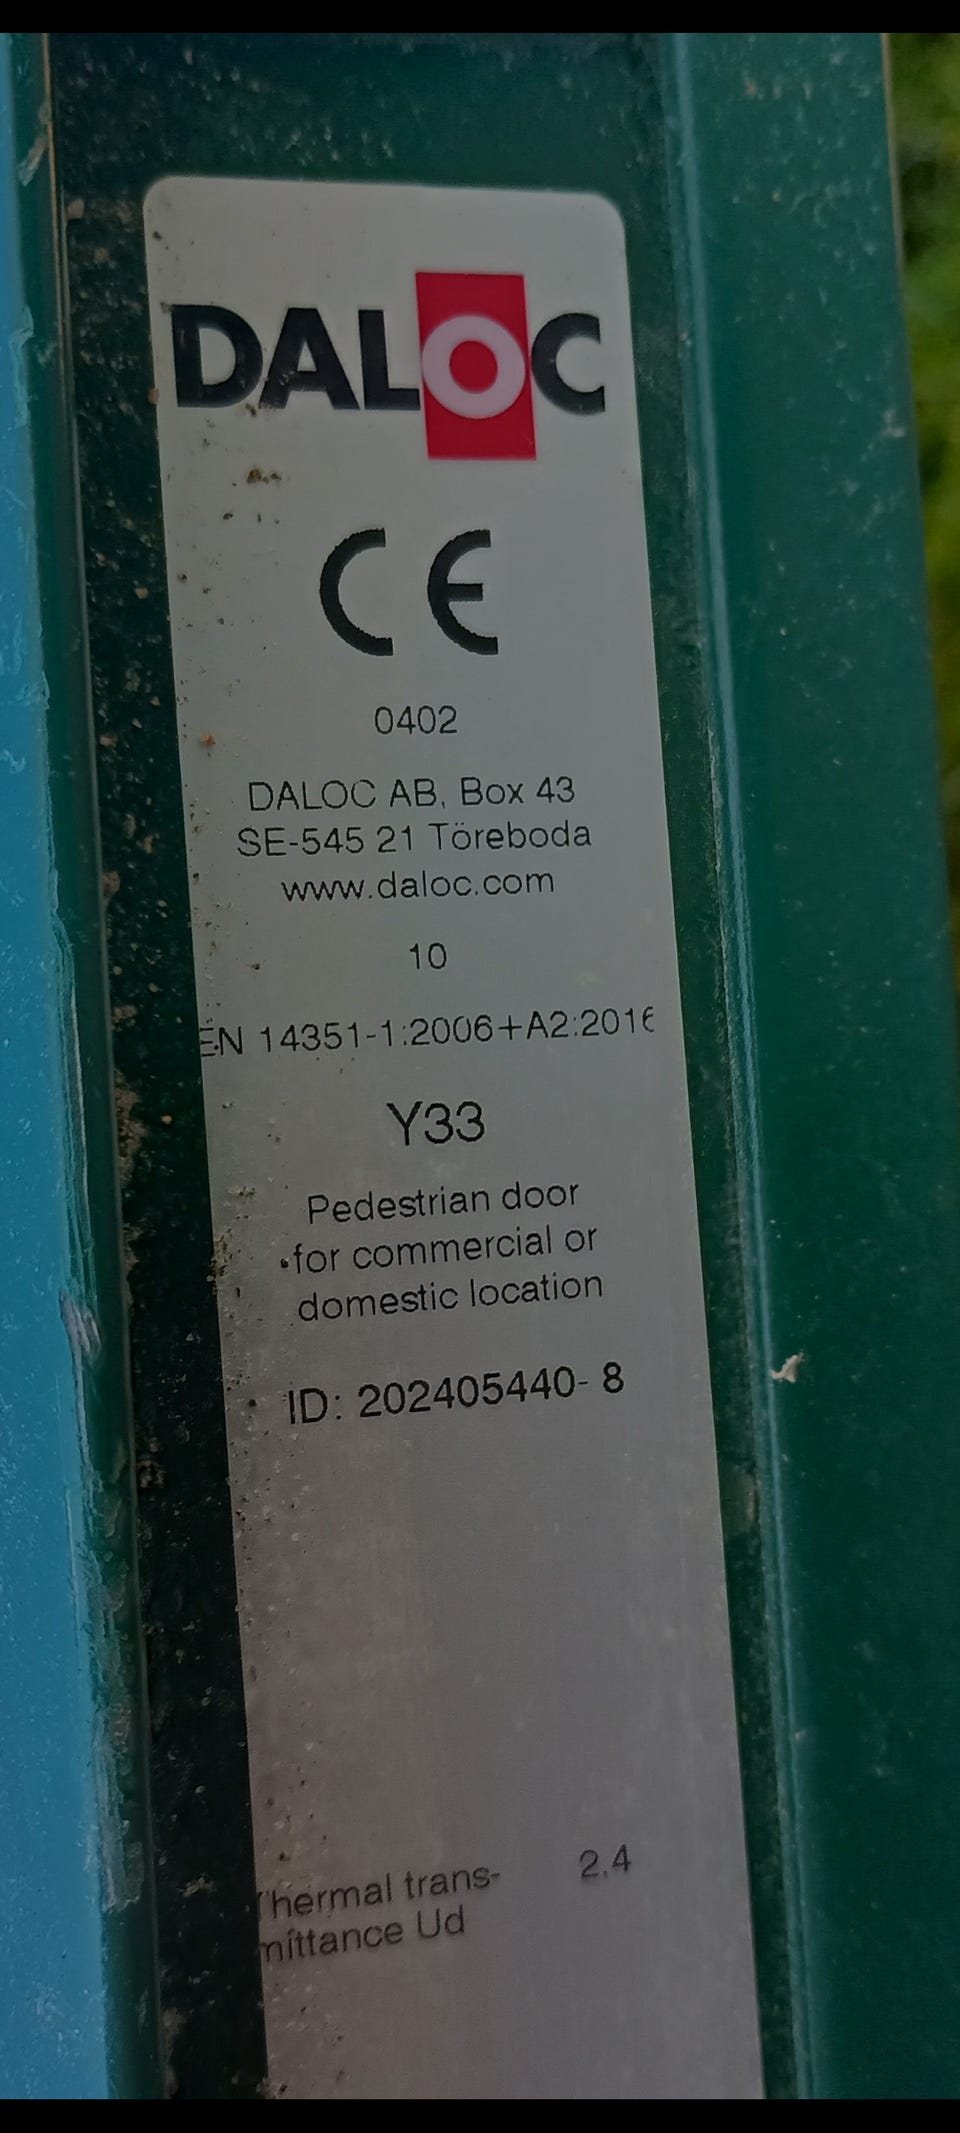 DALOC
CE
0402
DALOC AB, Box 43
SE-545 21 Töreboda
www.daloc.com
10
EN 14351-1:2006+A2:2016
Y33
Pedestrian door
for commercial or
domestic location
ID: 202405440- 8
Thermal trans- 2.4
mittance Ud